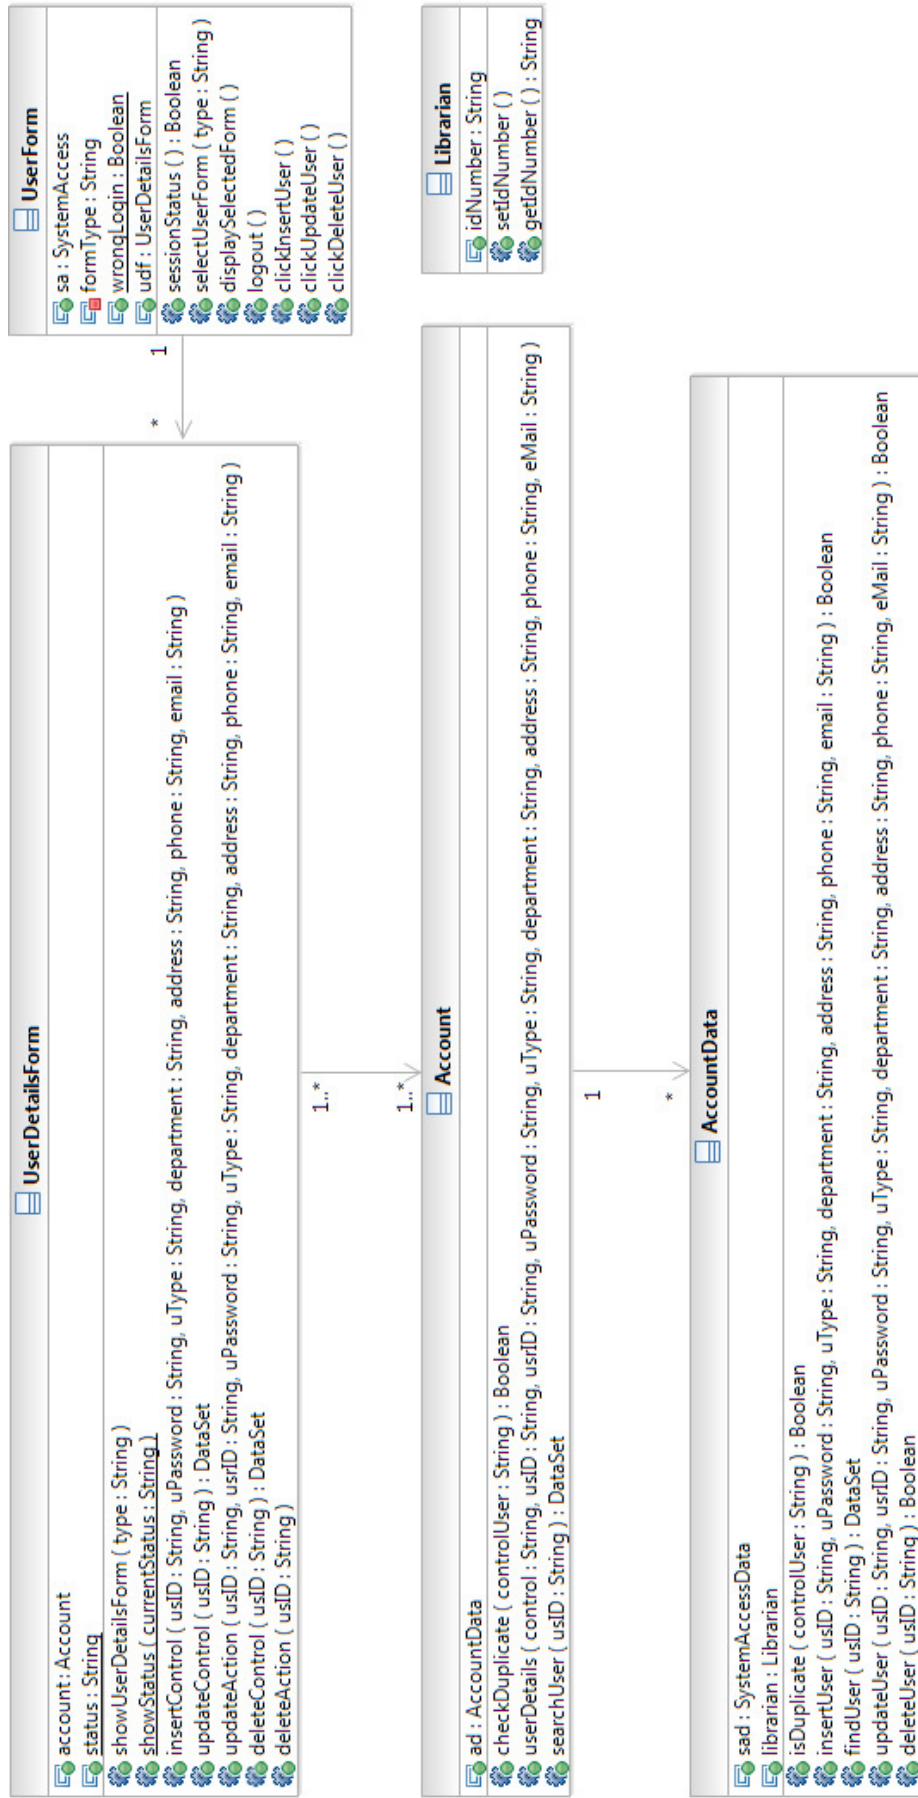 UserDetailsForm
account : Account
status : String
showUserDetailsForm ( type : String )
showStatus ( currentStatus : String )
insertControl ( usID : String, uPassword : String, uType : String, department : String, address : String, phone : String, email : String )
updateControl ( usID : String ) : DataSet
updateAction ( usID : String, usrID : String, uPassword : String, uType : String, department : String, address : String, phone : String, email : String )
deleteControl ( usID : String ) : DataSet
deleteAction ( usID : String )
*
1
UserForm
sa : SystemAccess
formType : String
wrongLogin : Boolean
udf : UserDetailsForm
sessionStatus ( ) : Boolean
selectUserForm ( type : String )
displaySelectedForm ( )
logout ( )
clickInsertUser ( )
clickUpdateUser ( )
clickDeleteUser ( )
1..*
1..*
Account
ad : AccountData
checkDuplicate ( controlUser : String ) : Boolean
userDetails ( control : String, usID : String, usrID : String, uPassword : String, uType : String, department : String, address : String, phone : String, eMail : String )
searchUser ( usID : String ) : DataSet
Librarian
idNumber : String
setIdNumber ( )
getIdNumber ( ) : String
1
*
AccountData
sad : SystemAccessData
librarian : Librarian
isDuplicate ( controlUser : String ) : Boolean
insertUser ( usID : String, uPassword : String, uType : String, department : String, address : String, phone : String, email : String ) : Boolean
findUser ( usID : String ) : DataSet
updateUser ( usID : String, usrID : String, uPassword : String, uType : String, department : String, address : String, phone : String, eMail : String ) : Boolean
deleteUser ( usID : String ) : Boolean